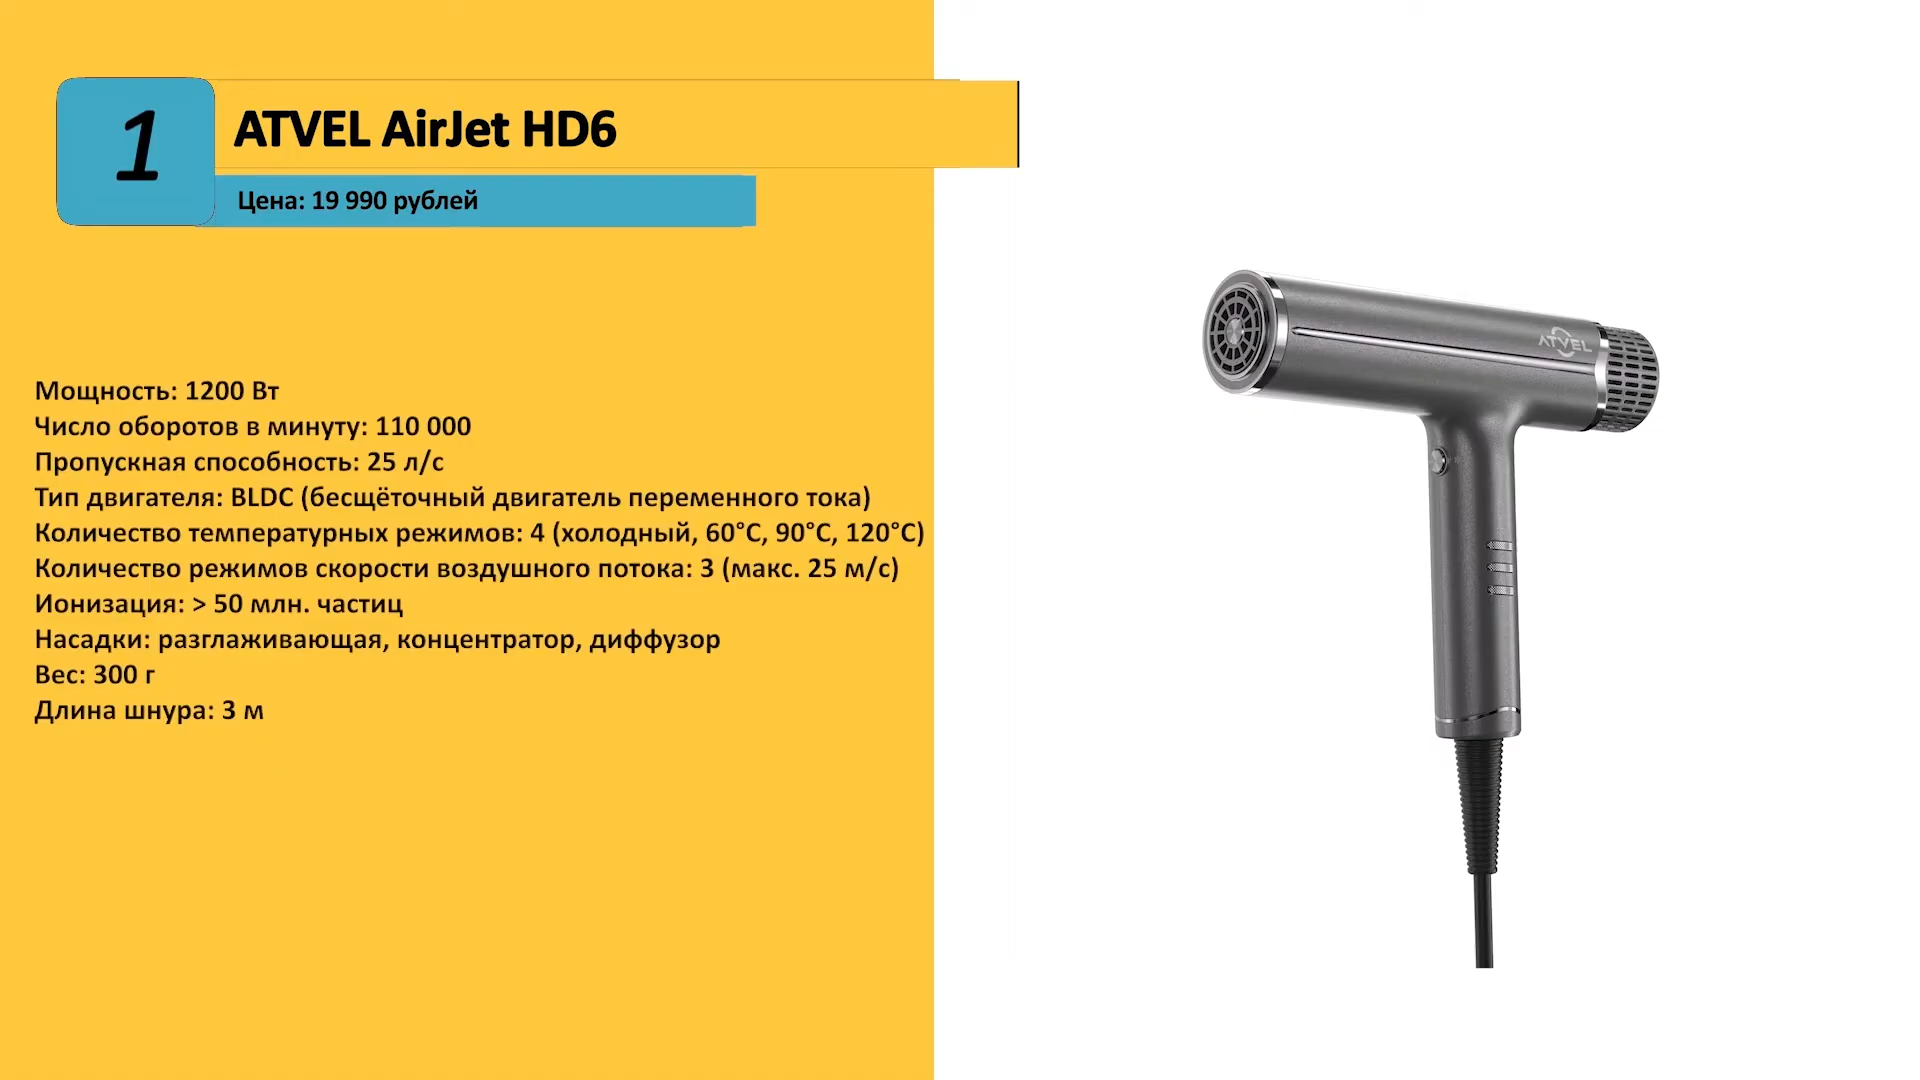 1
ATVEL AirJet HD6
Цена: 19 990 рублей
Мощность: 1200 Вт
Число оборотов в минуту: 110 000
Пропускная способность: 25 л/с
Тип двигателя: BLDC (бесщёточный двигатель переменного тока)
Количество температурных режимов: 4 (холодный, 60°C, 90°C, 120°C)
Количество режимов скорости воздушного потока: 3 (макс. 25 м/с)
Ионизация: > 50 млн. частиц
Насадки: разглаживающая, концентратор, диффузор
Вес: 300 г
Длина шнура: 3 м
ATVEL